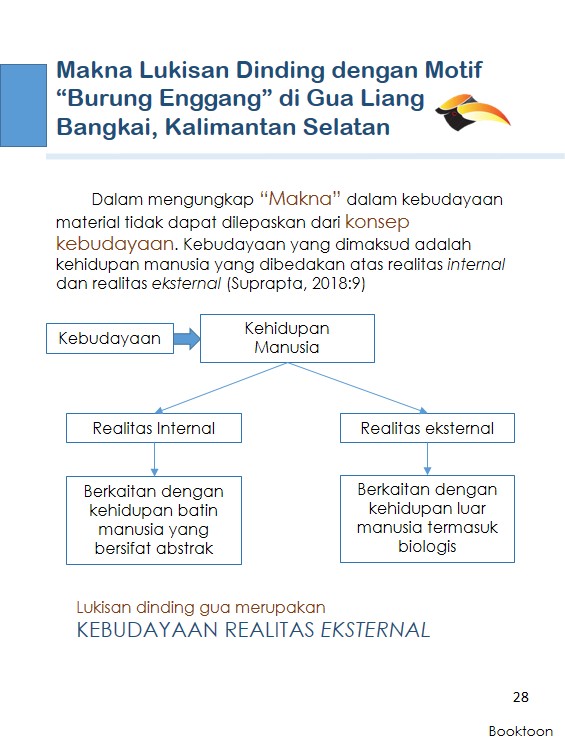 Makna Lukisan Dinding dengan Motif
“Burung Enggang” di Gua Liang
Bangkai, Kalimantan Selatan
Dalam mengungkap “Makna” dalam kebudayaan
material tidak dapat dilepaskan dari konsep
kebudayaan. Kebudayaan yang dimaksud adalah
kehidupan manusia yang dibedakan atas realitas internal
dan realitas eksternal (Suprapta, 2018:9)
Kebudayaan
Kehidupan
Manusia
Realitas Internal
Realitas eksternal
Berkaitan dengan
kehidupan batin
manusia yang
bersifat abstrak
Berkaitan dengan
kehidupan luar
manusia termasuk
biologis
Lukisan dinding gua merupakan
KEBUDAYAAN REALITAS EKSTERNAL
28
Booktoon